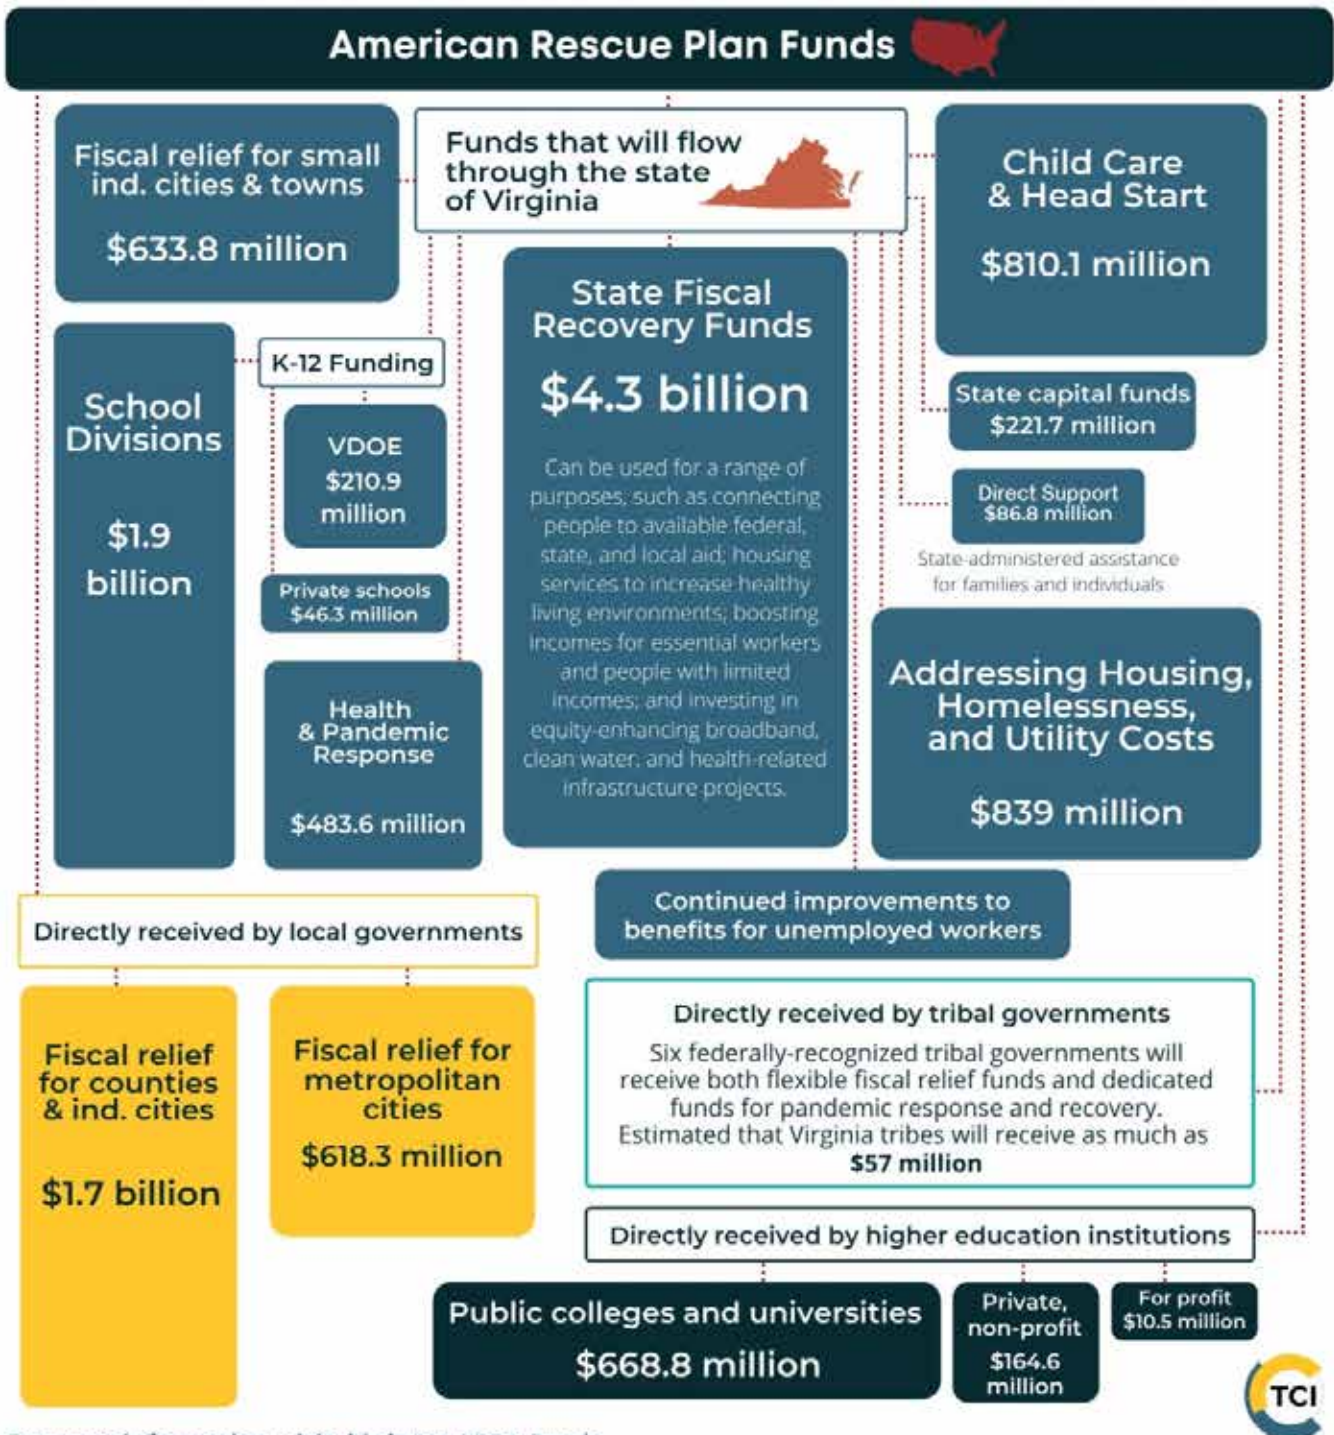 American Rescue Plan Funds
Fiscal relief for small
ind. cities & towns
$633.8 million
Funds that will flow
through the state
of Virginia
Child Care
& Head Start
$810.1 million
School
Divisions
$1.9
billion
K-12 Funding
VDOE
$210.9
million
Private schools
$46.3 million
Health
& Pandemic
Response
$483.6 million
State Fiscal
Recovery Funds
$4.3 billion
Can be used for a range of
purposes, such as connecting
people to available federal,
state, and local aid; housing
services to increase healthy
living environments; boosting
incomes for essential workers
and people with limited
incomes; and investing in
equity-enhancing broadband,
clean water, and health-related
infrastructure projects.
State capital funds
$221.7 million
Direct Support
$86.8 million
State-administered assistance
for families and individuals
Addressing Housing,
Homelessness,
and Utility Costs
$839 million
Continued improvements to
benefits for unemployed workers
Directly received by local governments
Fiscal relief
for counties
& ind. cities
$1.7 billion
Fiscal relief for
metropolitan
cities
$618.3 million
Directly received by tribal governments
Six federally-recognized tribal governments will
receive both flexible fiscal relief funds and dedicated
funds for pandemic response and recovery.
Estimated that Virginia tribes will receive as much as
$57 million
Directly received by higher education institutions
Public colleges and universities
$668.8 million
Private,
non-profit
$164.6
million
For profit
$10.5 million
TCI